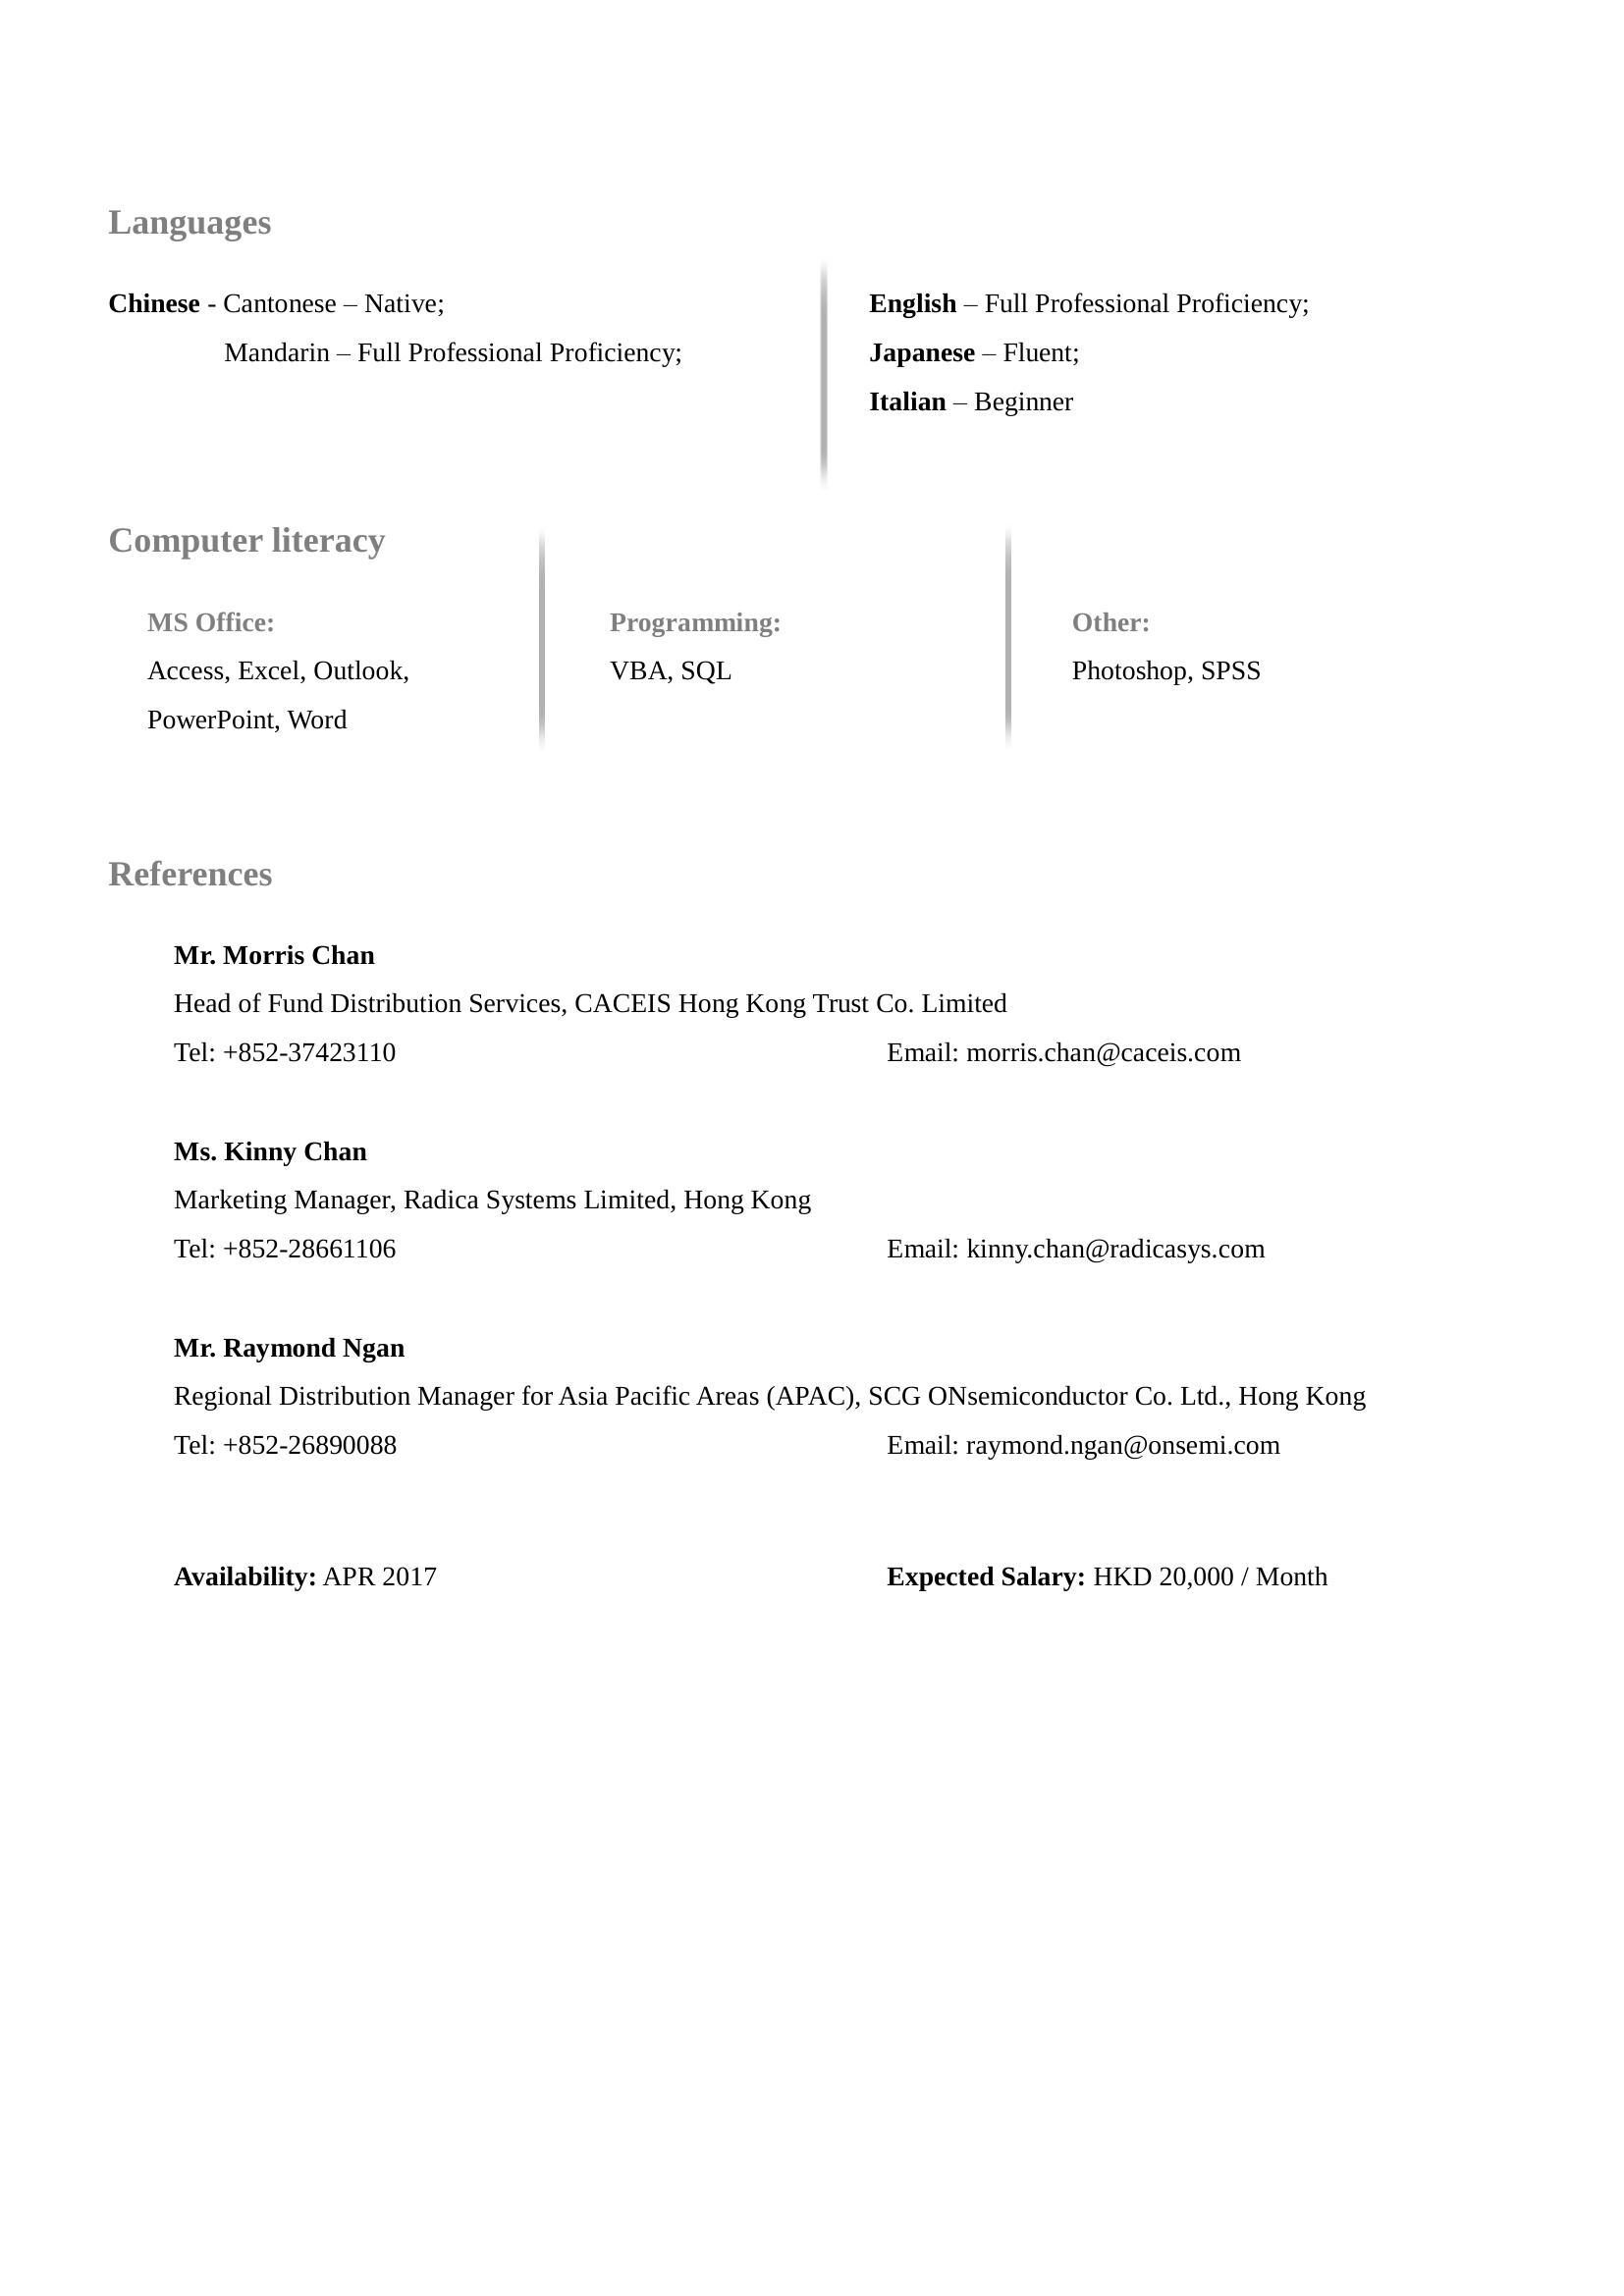 Languages
Chinese - Cantonese – Native;
Mandarin – Full Professional Proficiency;
English – Full Professional Proficiency;
Japanese – Fluent;
Italian – Beginner
Computer literacy
MS Office:
Access, Excel, Outlook,
PowerPoint, Word
Programming:
VBA, SQL
Other:
Photoshop, SPSS
References
Mr. Morris Chan
Head of Fund Distribution Services, CACEIS Hong Kong Trust Co. Limited
Tel: +852-37423110 Email: morris.chan@caceis.com
Ms. Kinny Chan
Marketing Manager, Radica Systems Limited, Hong Kong
Tel: +852-28661106 Email: kinny.chan@radicasys.com
Mr. Raymond Ngan
Regional Distribution Manager for Asia Pacific Areas (APAC), SCG ONsemiconductor Co. Ltd., Hong Kong
Tel: +852-26890088 Email: raymond.ngan@onsemi.com
Availability: APR 2017 Expected Salary: HKD 20,000 / Month